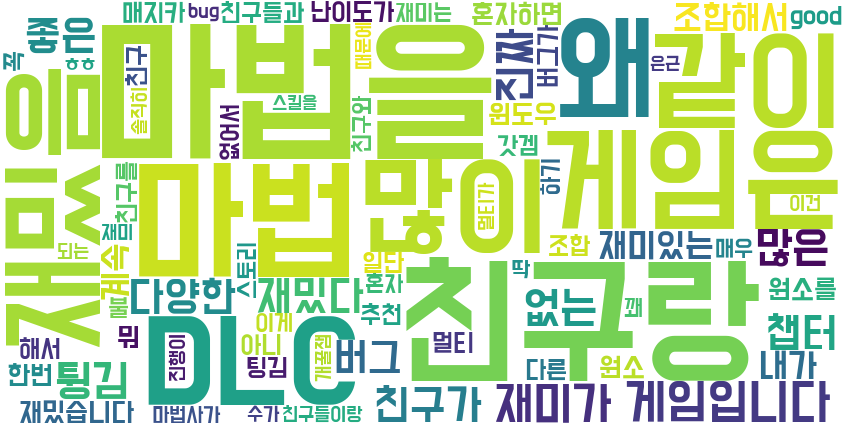 매지카
bug
친구들과
난이도가
재미는
혼자하면
조합해서
good
좋은
꼭
ㅎㅎ
재밌음
솔직히
친구
마법을
없어서
스킬을
친구와
때문에
진짜
버그가
윈도우
갓겜
왜
은근
같이
이건
친구를
재미
되는
계속
마법
많이
멀티가
하기
게임임
조합
재미있는
매우
많은
불
다양한
스토리
재밌다
일단
혼자
추천
친구랑
딱
없는
꽤
원소를
챕터
해서
한번
튕김
뭐
DLC
진행이
이게
아니
팅김
개꿀잼
버그
멀티
다른
원소
내가
재밌습니다
마법사가
수가
친구들이랑
친구가
재미가
게임입니다